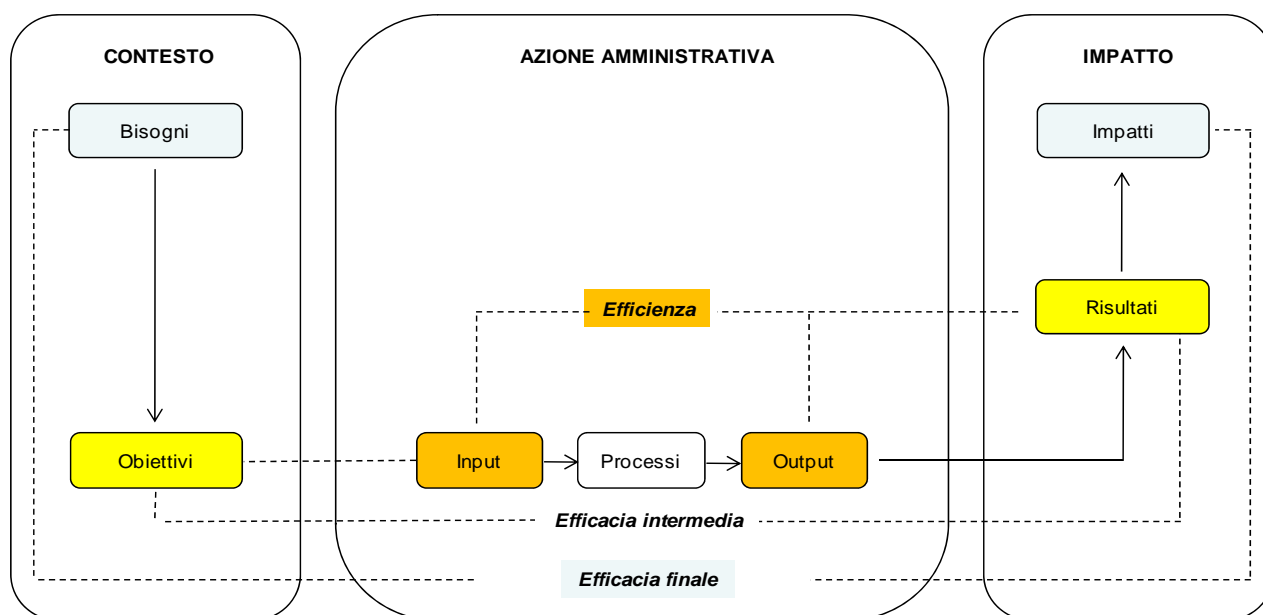 CONTESTO
AZIONE AMMINISTRATIVA
IMPATTO
Bisogni
Impatti
Efficienza
Risultati
Obiettivi
Input
Processi
Output
Efficacia intermedia
Efficacia finale